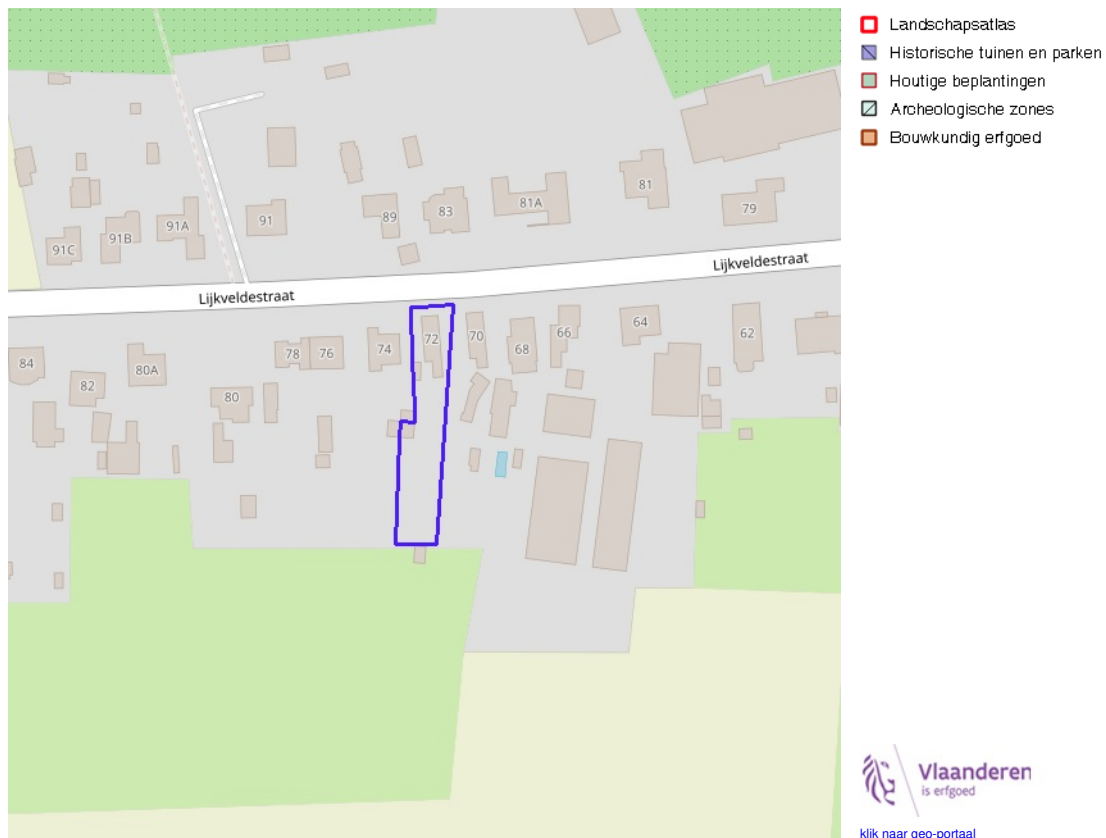 Landschapsatlas
Historische tuinen en parken
Houtige beplantingen
Archeologische zones
Bouwkundig erfgoed
81
81A
79
91
89
83
91A
91B
91C
Lijkveldestraat
Lijkveldestraat
84
82
80A
80
78
76
74
72
70
68
66
64
62
Vlaanderen
is erfgoed
klik naar geo-portaal